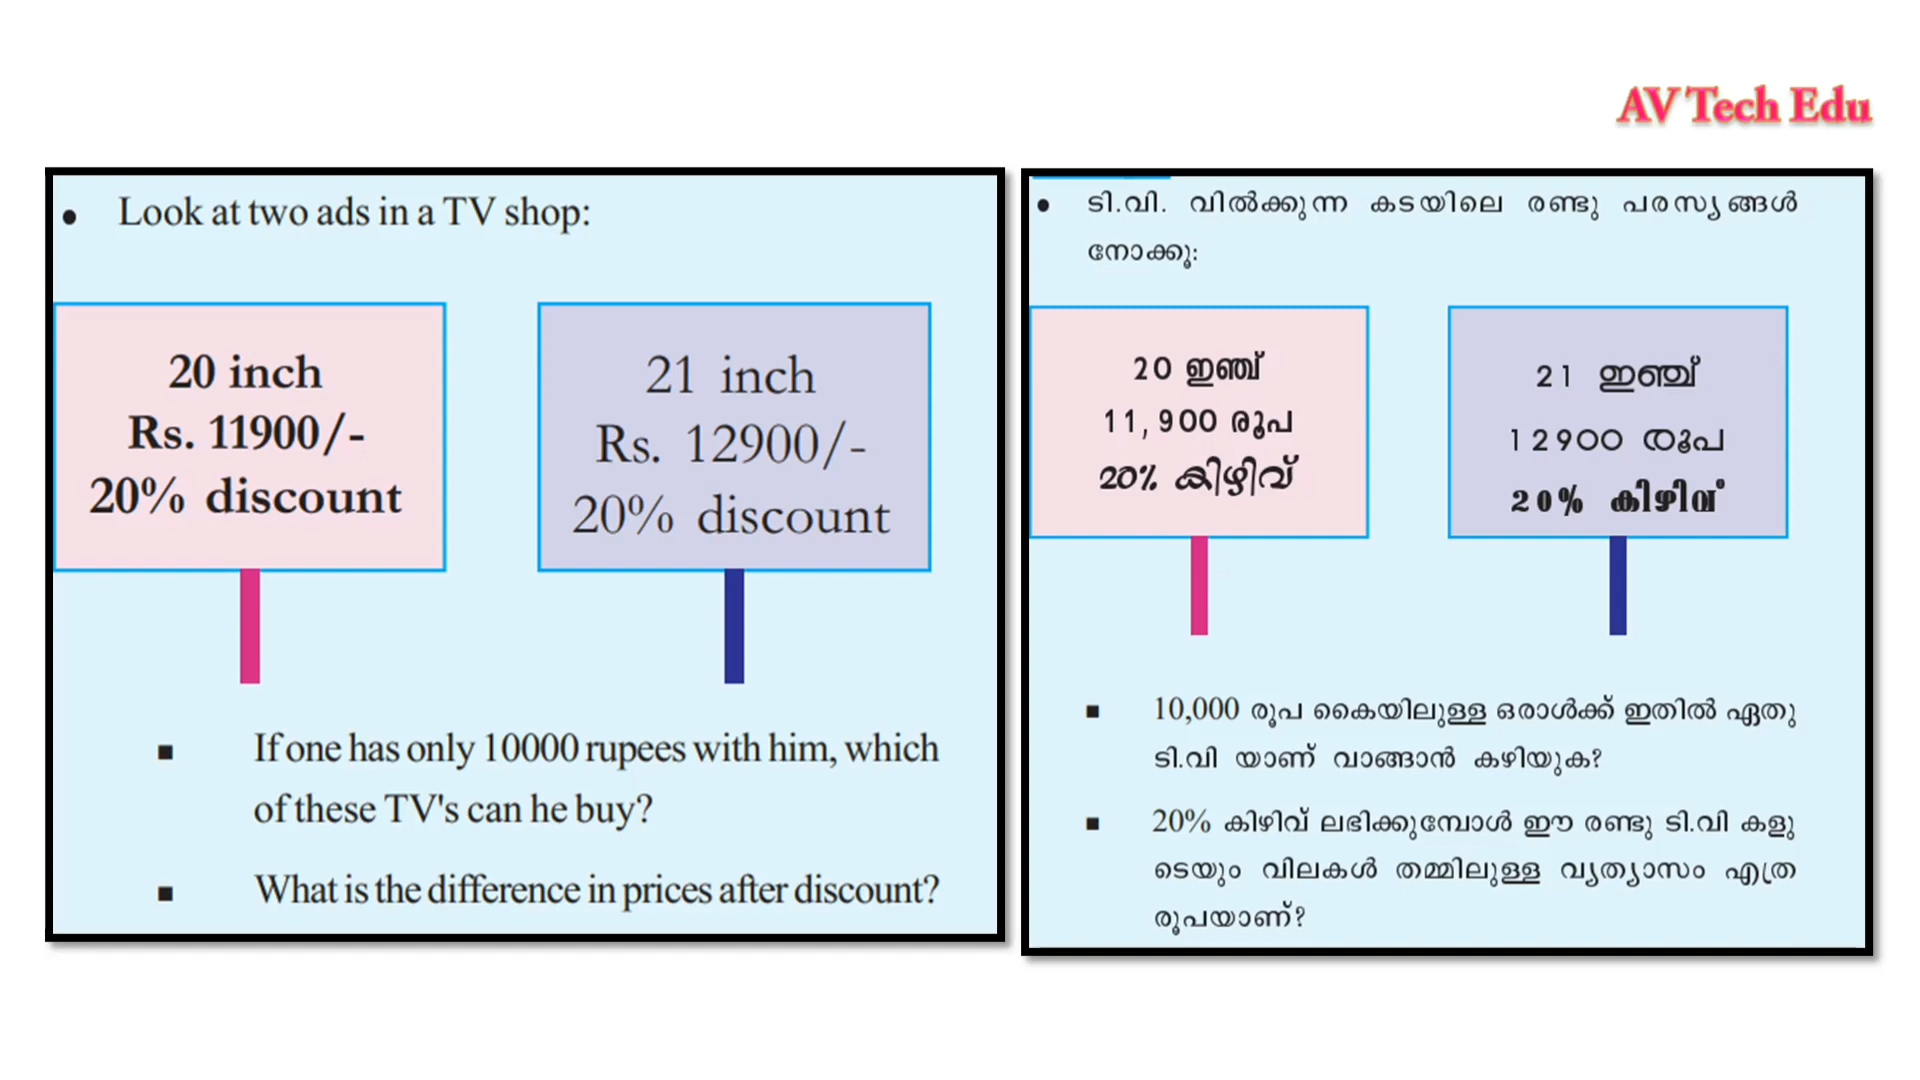 AV Tech Edu
• Look at two ads in a TV shop:
20 inch
Rs. 11900/-
20% discount
21 inch
Rs. 12900/-
20% discount
▪ If one has only 10000 rupees with him, which
of these TV's can he buy?
▪ What is the difference in prices after discount?
• ടി.വി. വിൽക്കുന്ന കടയിലെ രണ്ടു പരസ്യങ്ങൾ
നോക്കൂ:
20 ഇഞ്ച്
11,900 രൂപ
20% കിഴിവ്
21 ഇഞ്ച്
12900 രൂപ
20% കിഴിവ്
▪ 10,000 രൂപ കൈയിലുള്ള ഒരാൾക്ക് ഇതിൽ ഏതു
ടി.വി യാണ് വാങ്ങാൻ കഴിയുക?
▪ 20% കിഴിവ് ലഭിക്കുമ്പോൾ ഈ രണ്ടു ടി.വി കളു
ടെയും വിലകൾ തമ്മിലുള്ള വ്യത്യാസം എത്ര
രൂപയാണ്?